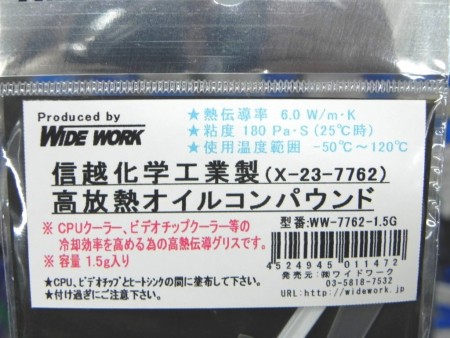 Produced by
WIDE WORK
★熱伝導率 6.0 W/m・K
★粘度 180 Pa・S (25℃時)
★使用温度範囲 -50℃～120℃
信越化学工業製(X-23-7762)
高放熱オイルコンパウンド
型番:WW-7762-1.5G
※ CPUクーラー、ビデオチップクーラー等の
冷却効率を高める為の高熱伝導グリスです。
※ 容量 1.5g入り
4524945 011472
★CPU、ビデオチップとヒートシンクの間に塗布して下さい。
★付け過ぎにご注意下さい。
発売元:㈱ワイドワーク
03-5818-7532
URL:http://widework.jp/